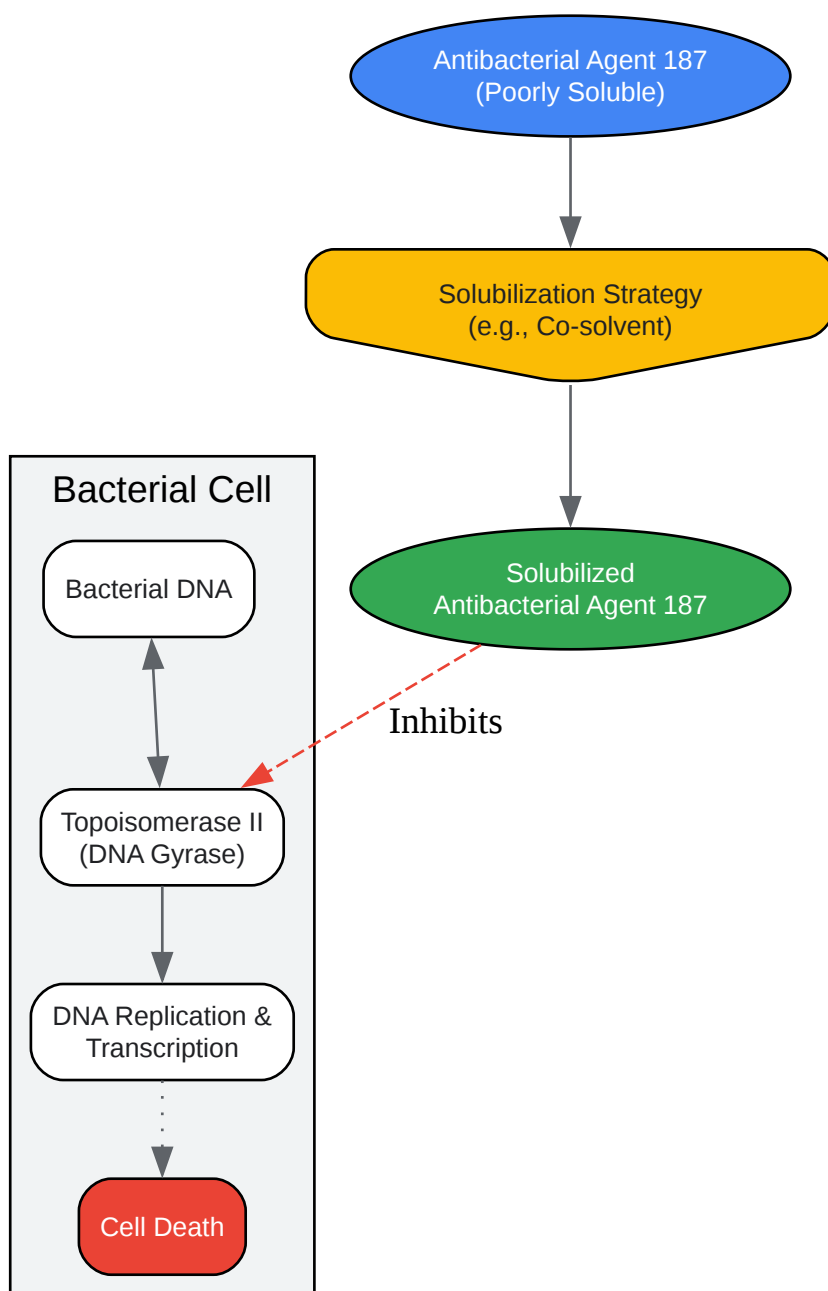 Antibacterial Agent 187
(Poorly Soluble)
Solubilization Strategy
(e.g., Co-solvent)
Solubilized
Antibacterial Agent 187
Inhibits
Bacterial Cell
Bacterial DNA
Topoisomerase II
(DNA Gyrase)
DNA Replication &
Transcription
Cell Death